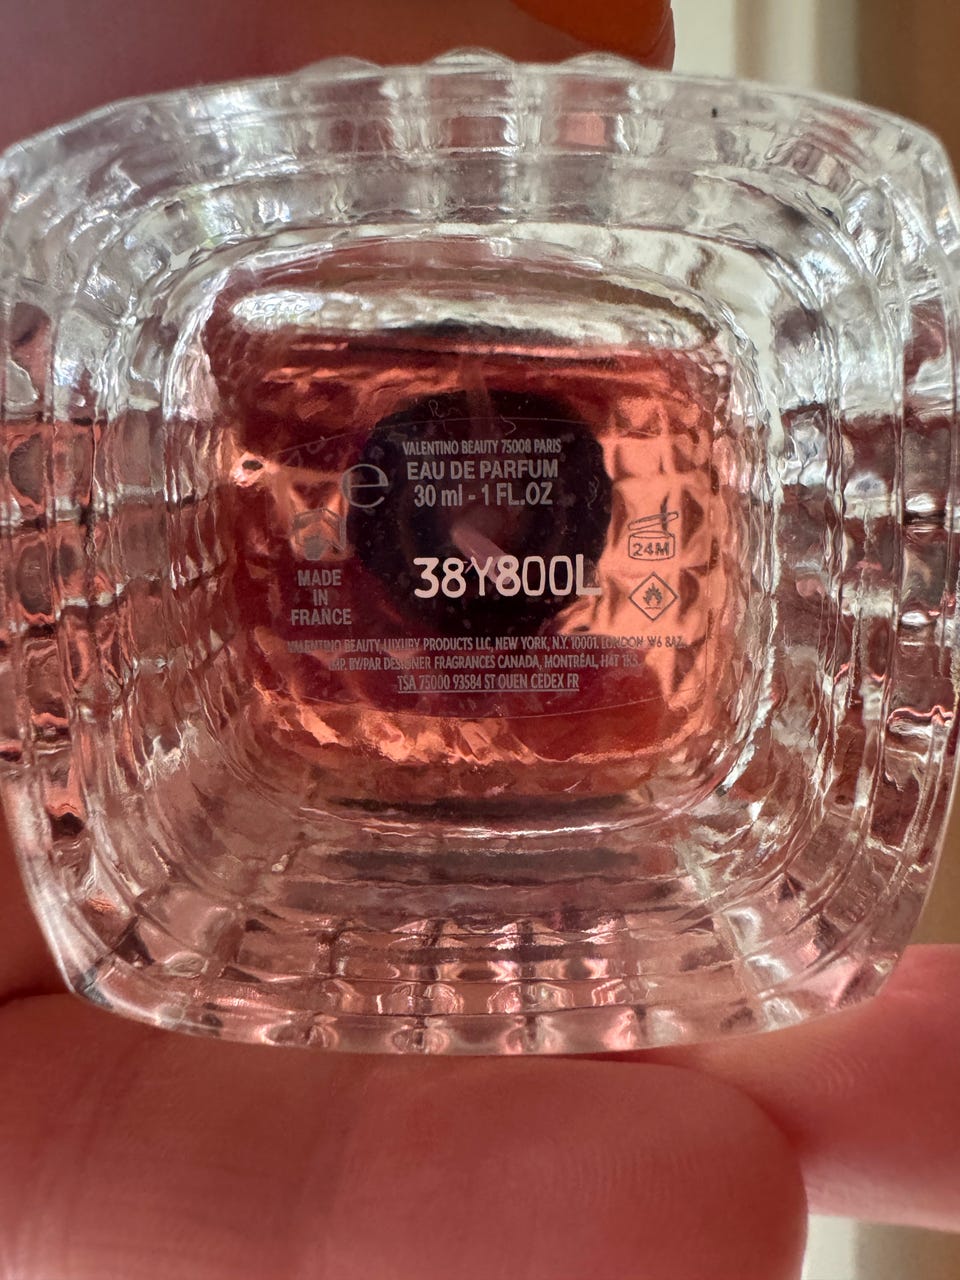 VALENTINO BEAUTY 75008 PARIS
EAU DE PARFUM
e 30 ml - 1 FL.OZ
24M
38Y800L
MADE
IN
FRANCE
VALENTINO BEAUTY LUXURY PRODUCTS LLC, NEW YORK, N.Y. 10001. LONDON W6 8AZ.
IMP. BY/PAR DESIGNER FRAGRANCES CANADA, MONTRÉAL, H4T 1K5.
TSA 75000 93584 ST OUEN CEDEX FR